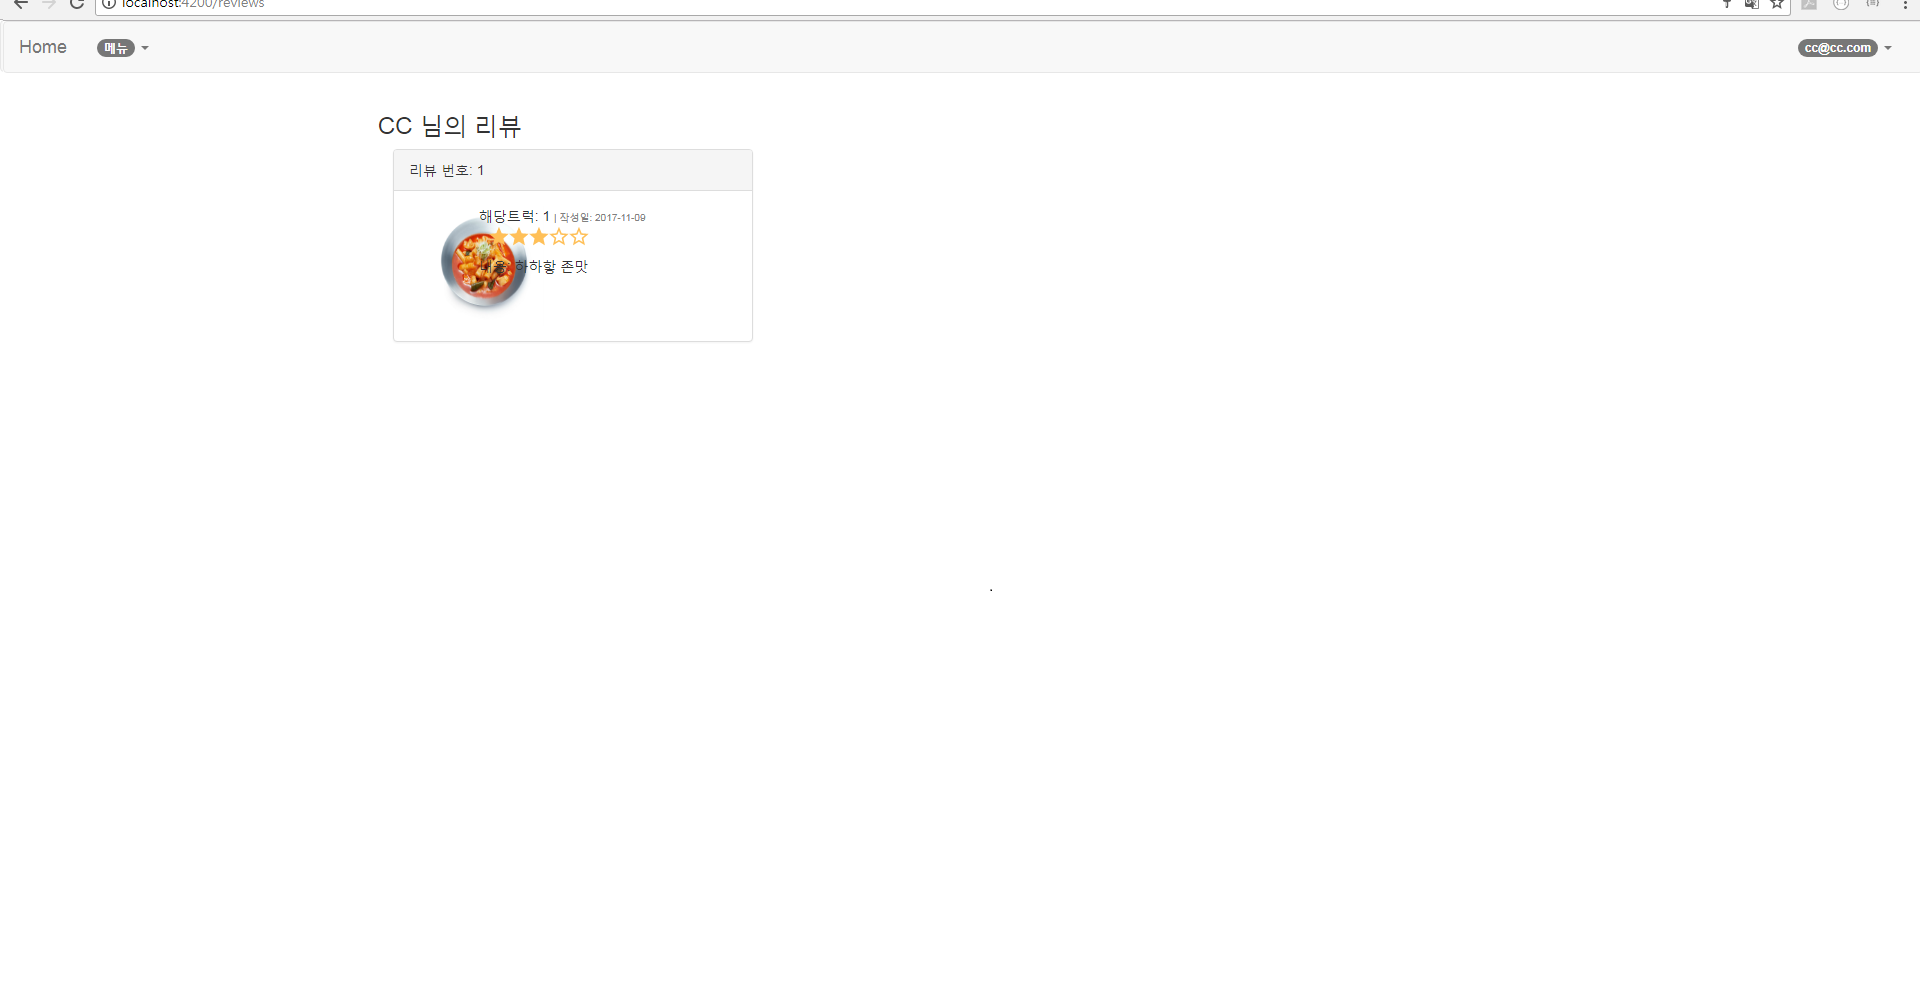 localhost:4200/reviews
Home 메뉴 cc@cc.com
CC 님의 리뷰
리뷰 번호: 1
해당트럭: 1 | 작성일: 2017-11-09
하하핳 존맛